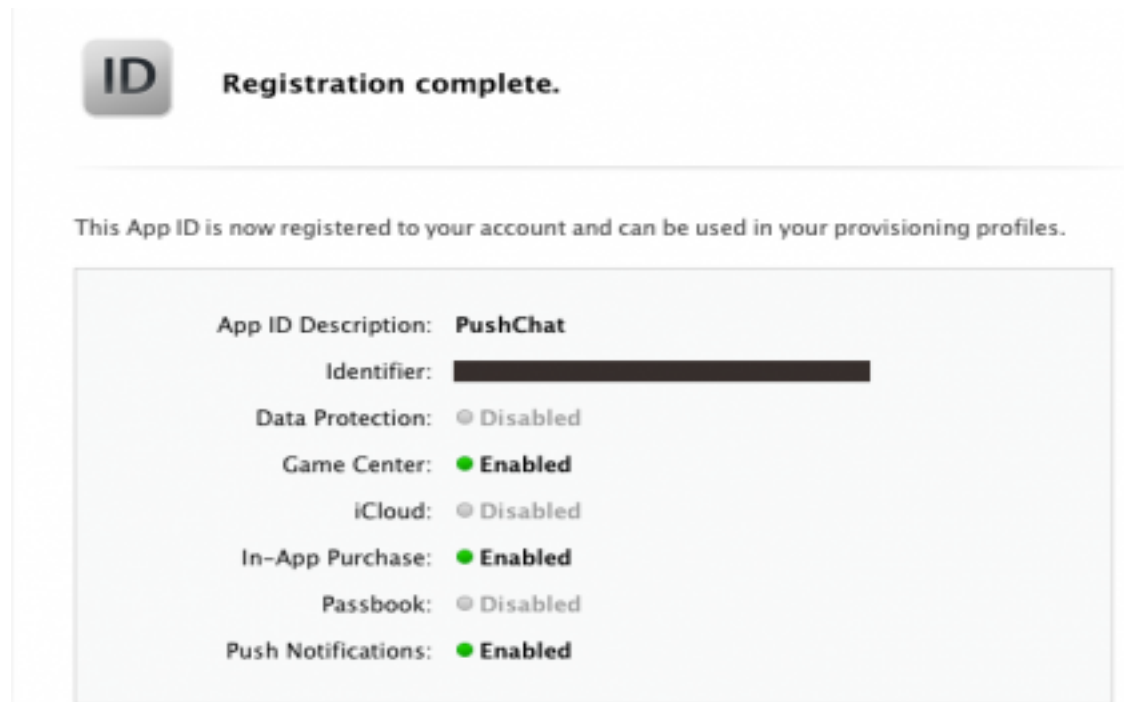 ID
Registration complete.
This App ID is now registered to your account and can be used in your provisioning profiles.
App ID Description: PushChat
Identifier:
Data Protection: Disabled
Game Center: Enabled
iCloud: Disabled
In-App Purchase: Enabled
Passbook: Disabled
Push Notifications: Enabled